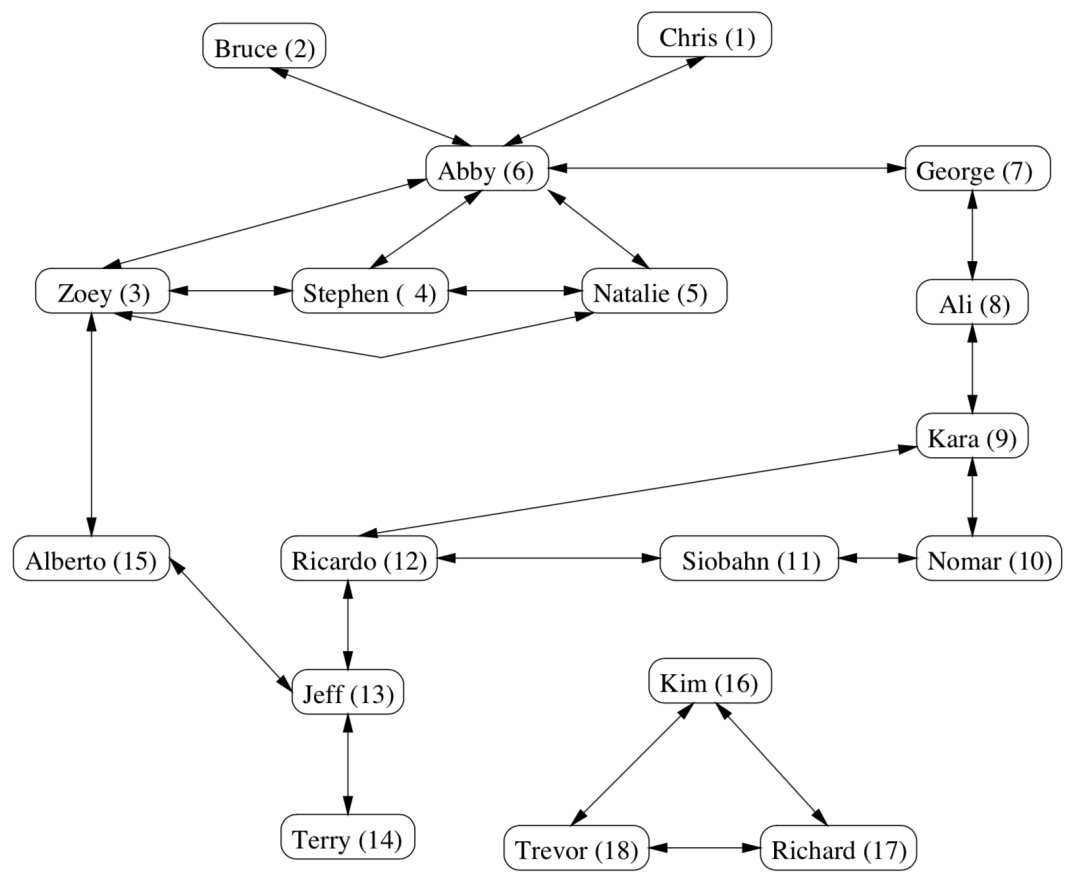 Bruce (2)
Chris (1)
Abby (6)
George (7)
Zoey (3)
Stephen ( 4)
Natalie (5)
Ali (8)
Kara (9)
Alberto (15)
Ricardo (12)
Siobahn (11)
Nomar (10)
Jeff (13)
Kim (16)
Terry (14)
Trevor (18)
Richard (17)